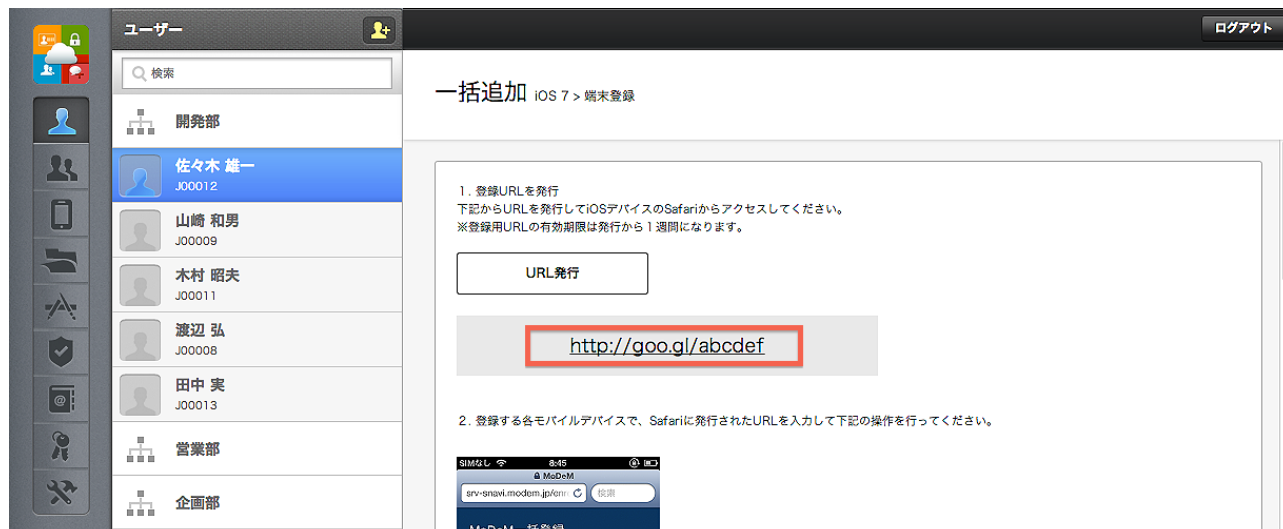 ユーザー
ログアウト
検索
開発部
佐々木 雄一
J00012
山崎 和男
J00009
木村 昭夫
J00011
渡辺 弘
J00008
田中 実
J00013
営業部
企画部
一括追加 iOS 7 > 端末登録
1. 登録URLを発行
下記からURLを発行してiOSデバイスのSafariからアクセスしてください。
※登録用URLの有効期限は発行から1週間になります。
URL発行
http://goo.gl/abcdef
2. 登録する各モバイルデバイスで、Safariに発行されたURLを入力して下記の操作を行ってください。
SIMなし 8:45
MoDeM
srv-snavi.modem.jp/enr 検索
MoDeM 一括登録